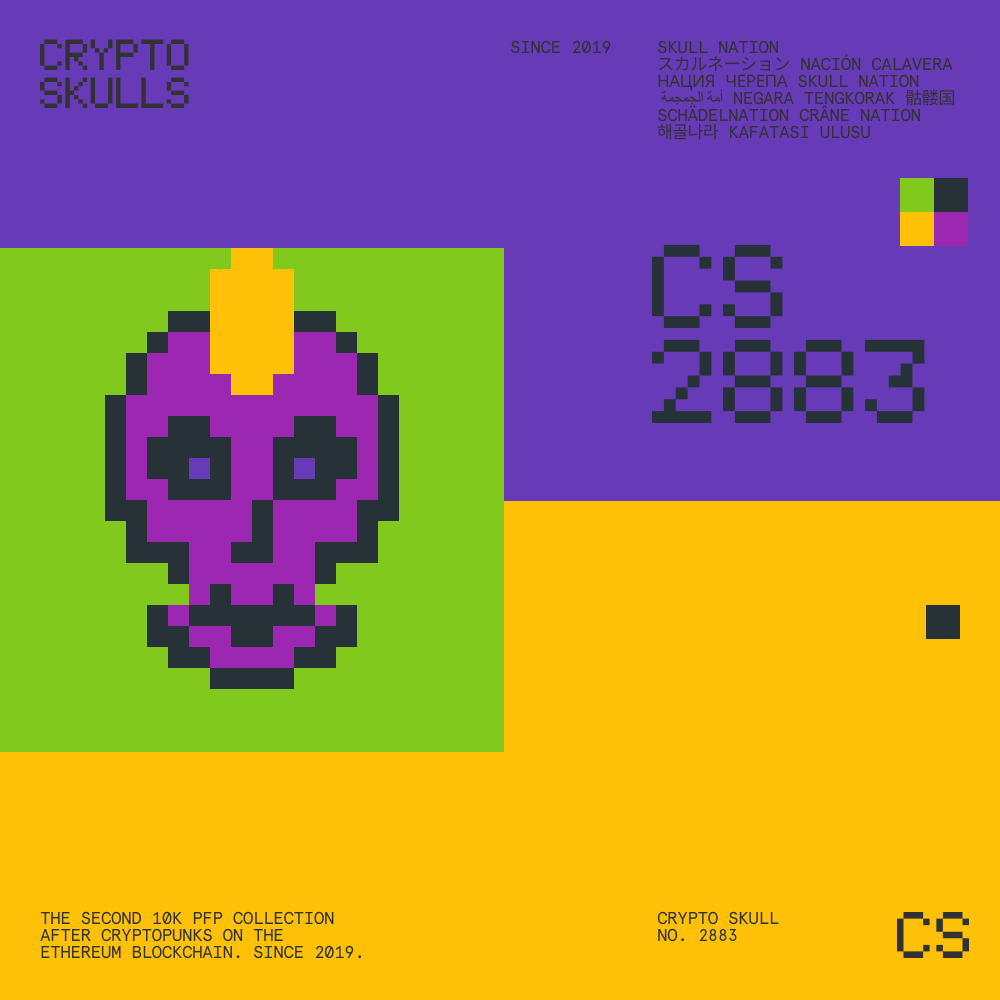 CRYPTO
SKULLS
SINCE 2019
SKULL NATION
スカルネーション NACIÓN CALAVERA
НАЦИЯ ЧЕРЕПА SKULL NATION
أمة الجمجمة NEGARA TENGKORAK 骷髅国
SCHÄDELNATION CRÂNE NATION
해골나라 KAFATASI ULUSU
CS
2883
THE SECOND 10K PFP COLLECTION
AFTER CRYPTOPUNKS ON THE
ETHEREUM BLOCKCHAIN. SINCE 2019.
CRYPTO SKULL
NO. 2883
CS